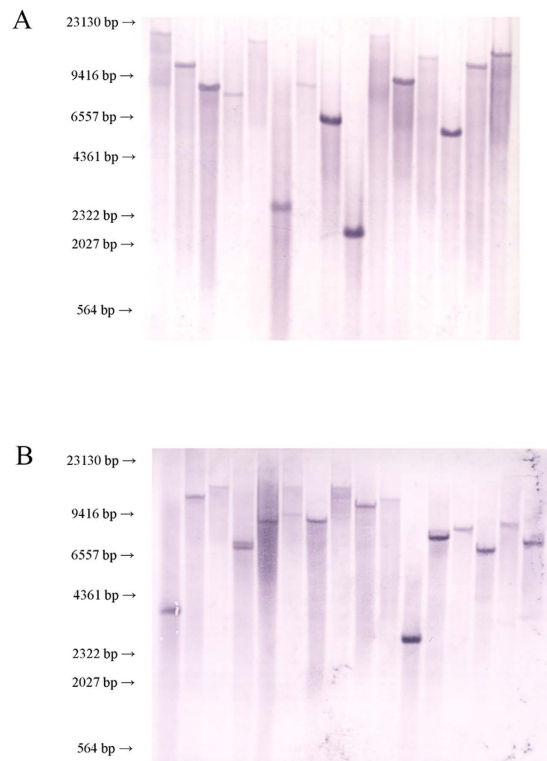 A
23130 bp →
9416 bp →
6557 bp →
4361 bp →
2322 bp →
2027 bp →
564 bp →
B
23130 bp →
9416 bp →
6557 bp →
4361 bp →
2322 bp →
2027 bp →
564 bp →